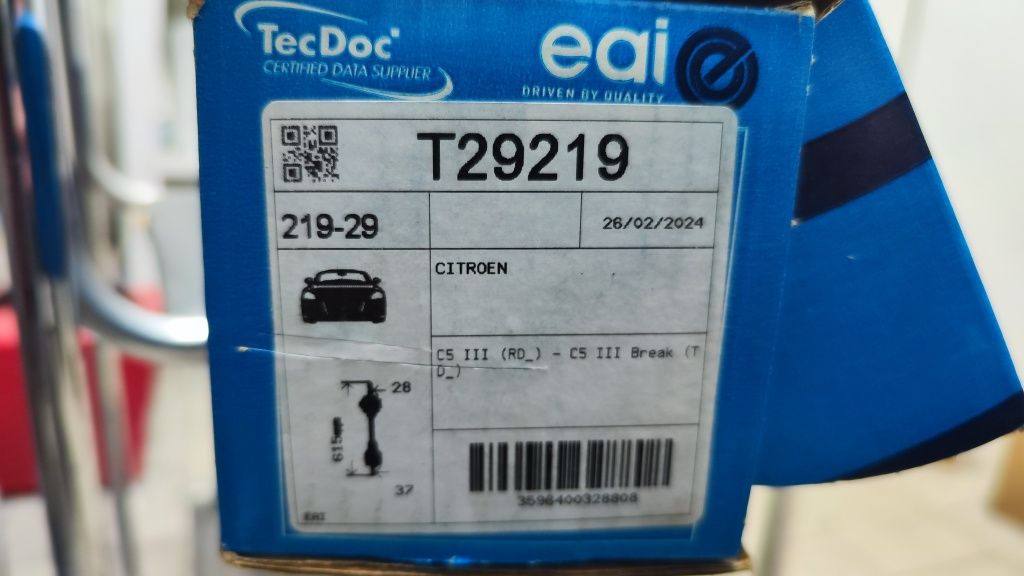 TecDoc
CERTIFIED DATA SUPPLIER
eai
DRIVEN BY QUALITY
T29219
219-29
26/02/2024
CITROEN
C5 III (RD_) - C5 III Break (T
D_)
28
615mm
37
EAI
3596400328808